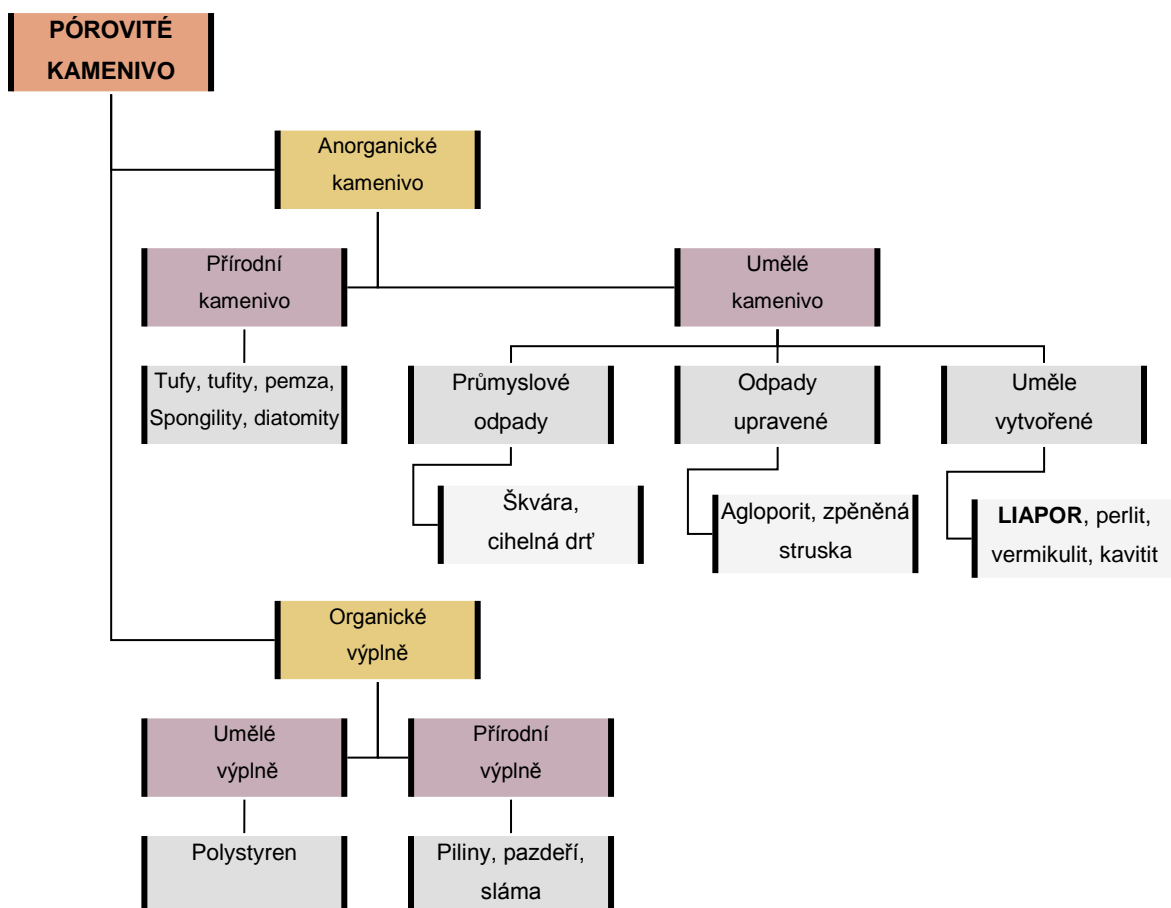 PÓROVITÉ
KAMENIVO
Anorganické
kamenivo
Přírodní
kamenivo
Umělé
kamenivo
Tufy, tufity, pemza,
Spongility, diatomity
Průmyslové
odpady
Odpady
upravené
Uměle
vytvořené
Škvára,
cihelná drť
Agloporit, zpěněná
struska
LIAPOR, perlit,
vermikulit, kavitit
Organické
výplně
Umělé
výplně
Přírodní
výplně
Polystyren
Piliny, pazdeří,
sláma